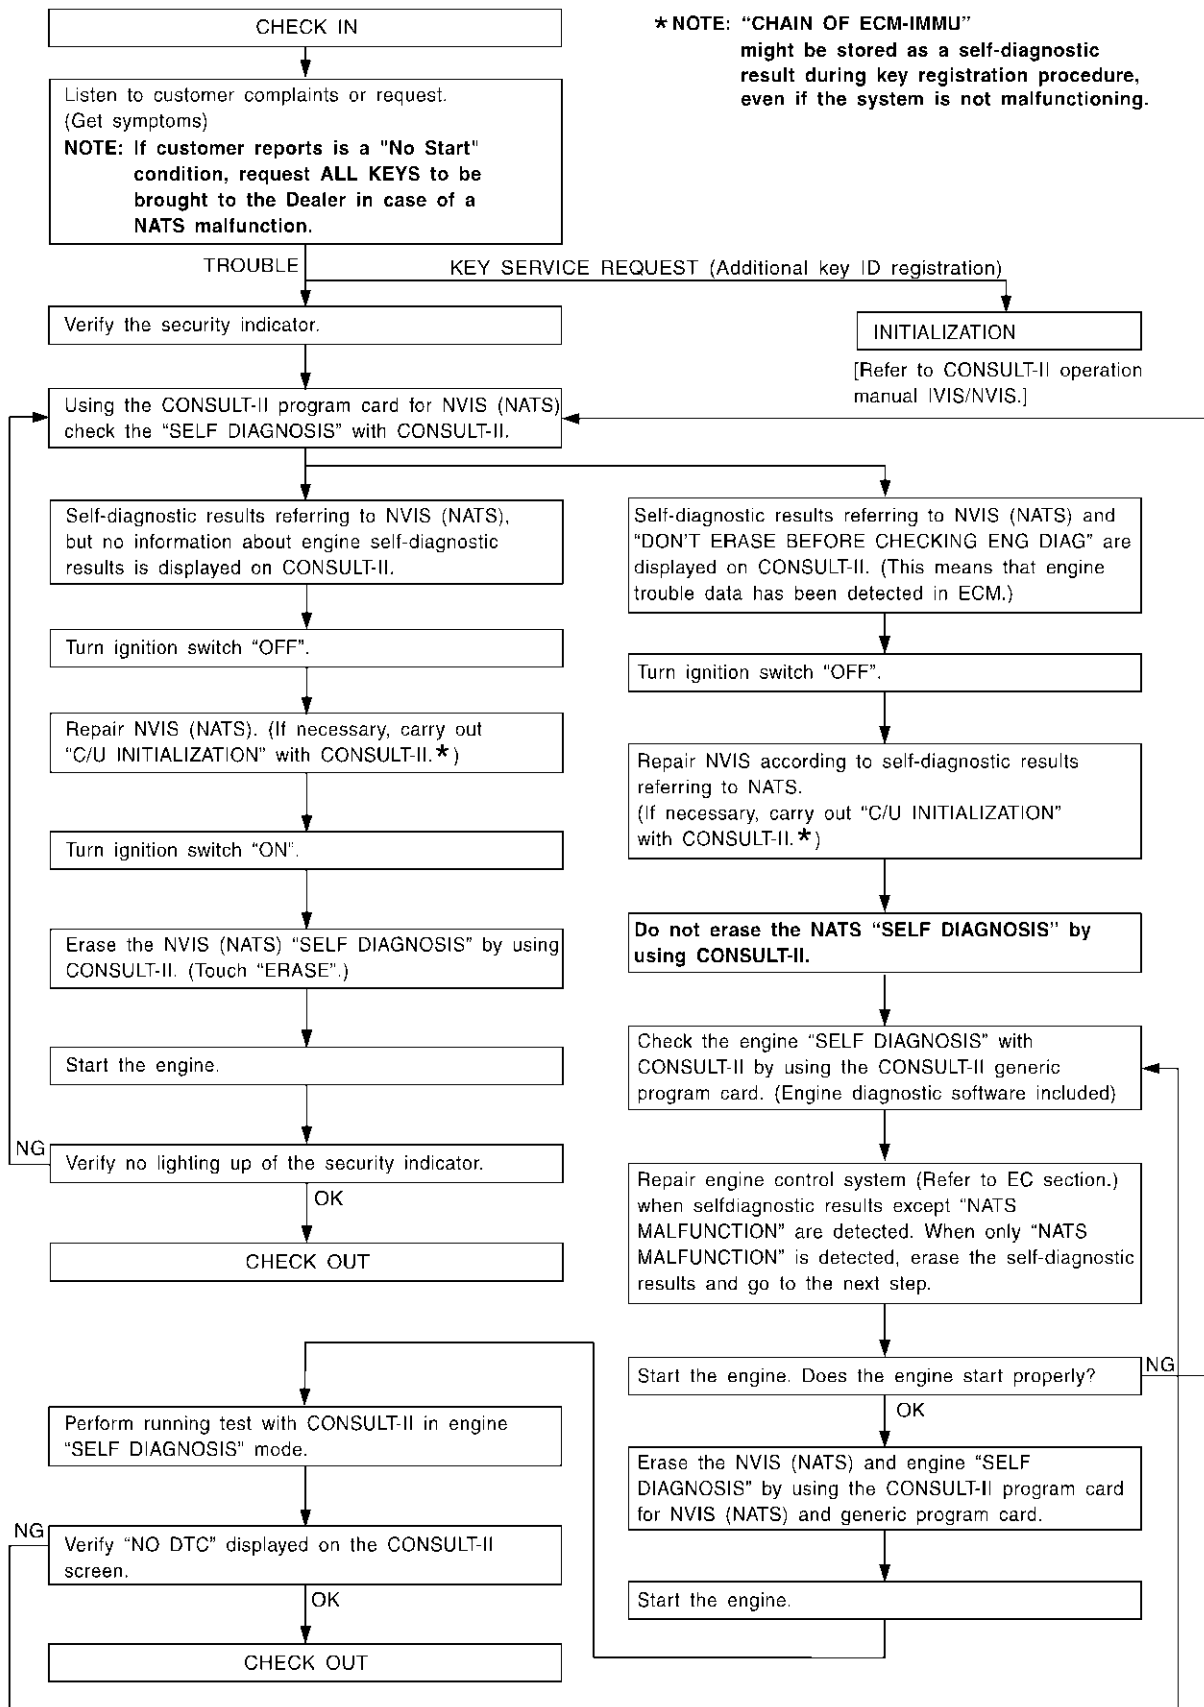 CHECK IN
* NOTE: “CHAIN OF ECM-IMMU”
might be stored as a self-diagnostic
result during key registration procedure,
even if the system is not malfunctioning.
Listen to customer complaints or request.
(Get symptoms)
NOTE: If customer reports is a "No Start"
condition, request ALL KEYS to be
brought to the Dealer in case of a
NATS malfunction.
TROUBLE
KEY SERVICE REQUEST (Additional key ID registration)
Verify the security indicator.
INITIALIZATION
[Refer to CONSULT-II operation
manual IVIS/NVIS.]
Using the CONSULT-II program card for NVIS (NATS)
check the “SELF DIAGNOSIS” with CONSULT-II.
Self-diagnostic results referring to NVIS (NATS),
but no information about engine self-diagnostic
results is displayed on CONSULT-II.
Turn ignition switch “OFF”.
Repair NVIS (NATS). (If necessary, carry out
“C/U INITIALIZATION” with CONSULT-II.*)
Turn ignition switch “ON”.
Erase the NVIS (NATS) “SELF DIAGNOSIS” by using
CONSULT-II. (Touch “ERASE”.)
Start the engine.
NG
Verify no lighting up of the security indicator.
OK
CHECK OUT
Self-diagnostic results referring to NVIS (NATS) and
“DON’T ERASE BEFORE CHECKING ENG DIAG” are
displayed on CONSULT-II. (This means that engine
trouble data has been detected in ECM.)
Turn ignition switch “OFF”.
Repair NVIS according to self-diagnostic results
referring to NATS.
(If necessary, carry out “C/U INITIALIZATION”
with CONSULT-II.*)
Do not erase the NATS “SELF DIAGNOSIS” by
using CONSULT-II.
Check the engine “SELF DIAGNOSIS” with
CONSULT-II by using the CONSULT-II generic
program card. (Engine diagnostic software included)
Repair engine control system (Refer to EC section.)
when selfdiagnostic results except “NATS
MALFUNCTION” are detected. When only “NATS
MALFUNCTION” is detected, erase the self-diagnostic
results and go to the next step.
Start the engine. Does the engine start properly?
NG
OK
Erase the NVIS (NATS) and engine “SELF
DIAGNOSIS” by using the CONSULT-II program card
for NVIS (NATS) and generic program card.
Start the engine.
Perform running test with CONSULT-II in engine
“SELF DIAGNOSIS” mode.
NG
Verify “NO DTC” displayed on the CONSULT-II
screen.
OK
CHECK OUT